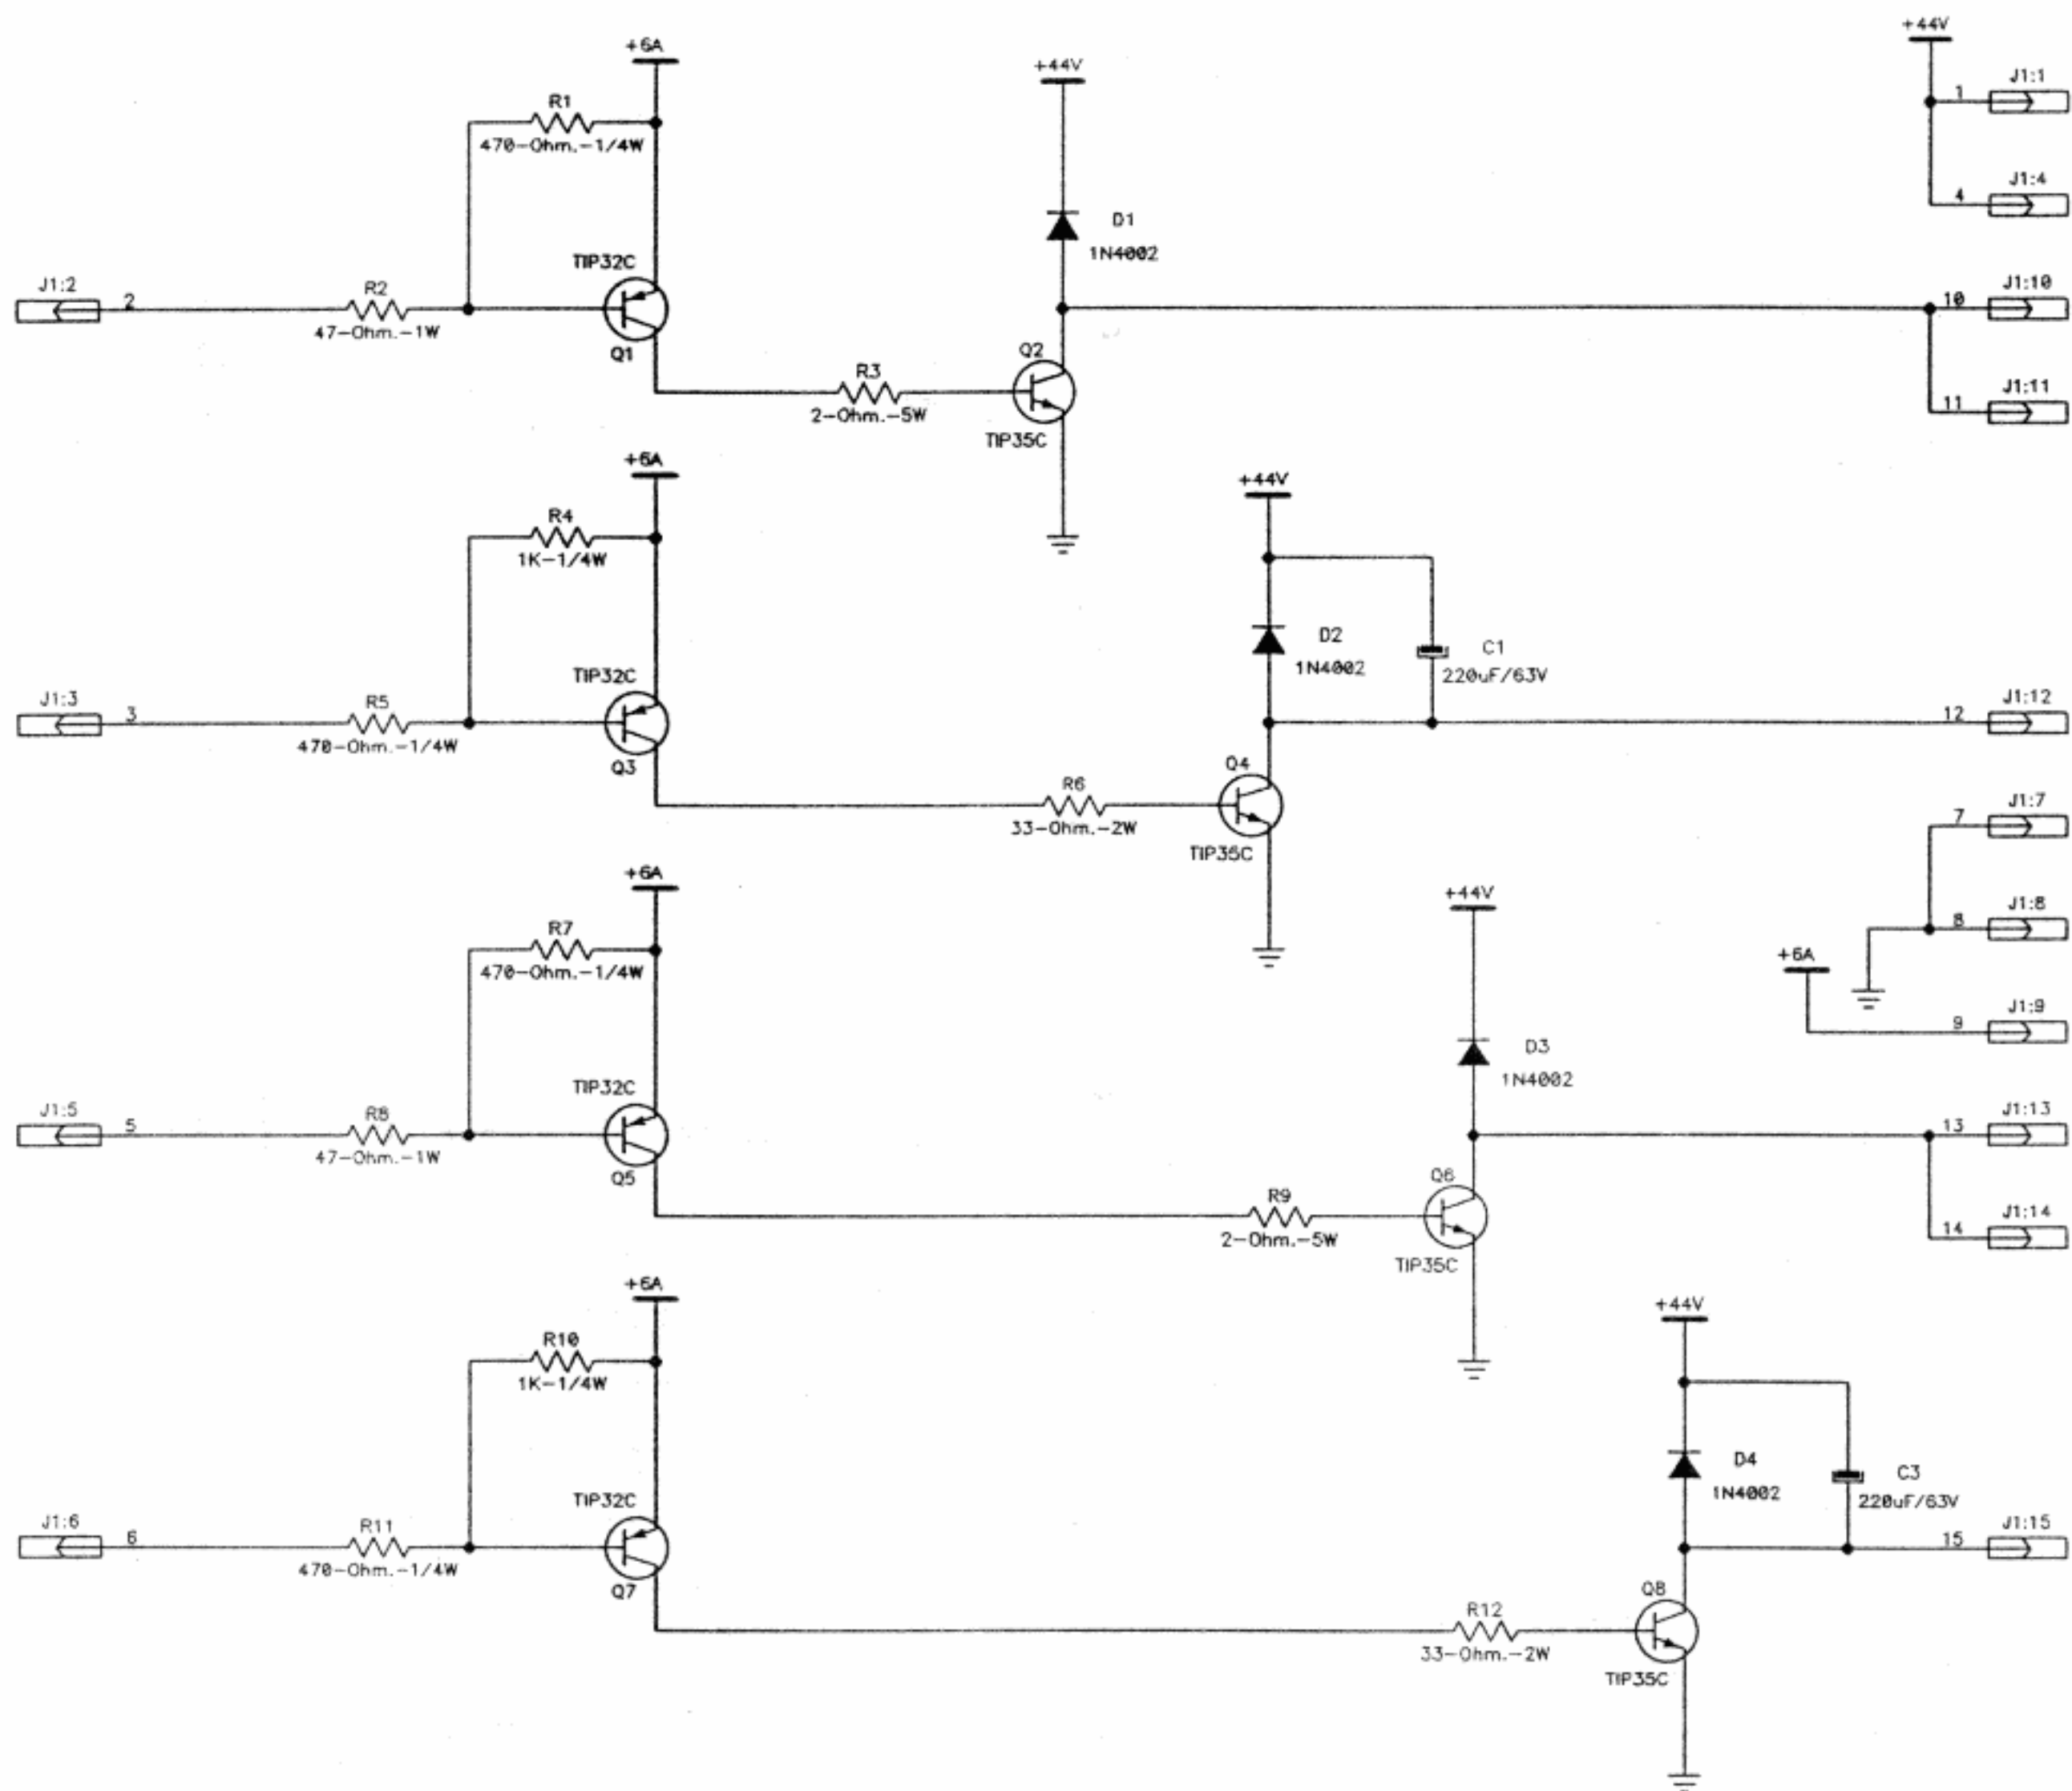 +44V
+6A
+44V
J1:1
R1
1
470-Ohm.-1/4W
J1:4
4
D1
1N4002
TIP32C
J1:2
2
R2
47-Ohm.-1W
Q1
J1:10
10
Q2
R3
2-Ohm.-5W
TIP35C
J1:11
11
+6A
+44V
R4
1K-1/4W
D2
1N4002
C1
220uF/63V
TIP32C
J1:3
3
R5
470-Ohm.-1/4W
Q3
J1:12
12
Q4
R6
33-Ohm.-2W
TIP35C
J1:7
7
+6A
+44V
J1:8
8
R7
470-Ohm.-1/4W
+6A
J1:9
9
D3
1N4002
TIP32C
J1:5
5
R8
47-Ohm.-1W
Q5
J1:13
13
Q6
R9
2-Ohm.-5W
TIP35C
J1:14
14
+6A
+44V
R10
1K-1/4W
D4
1N4002
C3
220uF/63V
TIP32C
J1:6
6
R11
470-Ohm.-1/4W
Q7
J1:15
15
Q8
R12
33-Ohm.-2W
TIP35C